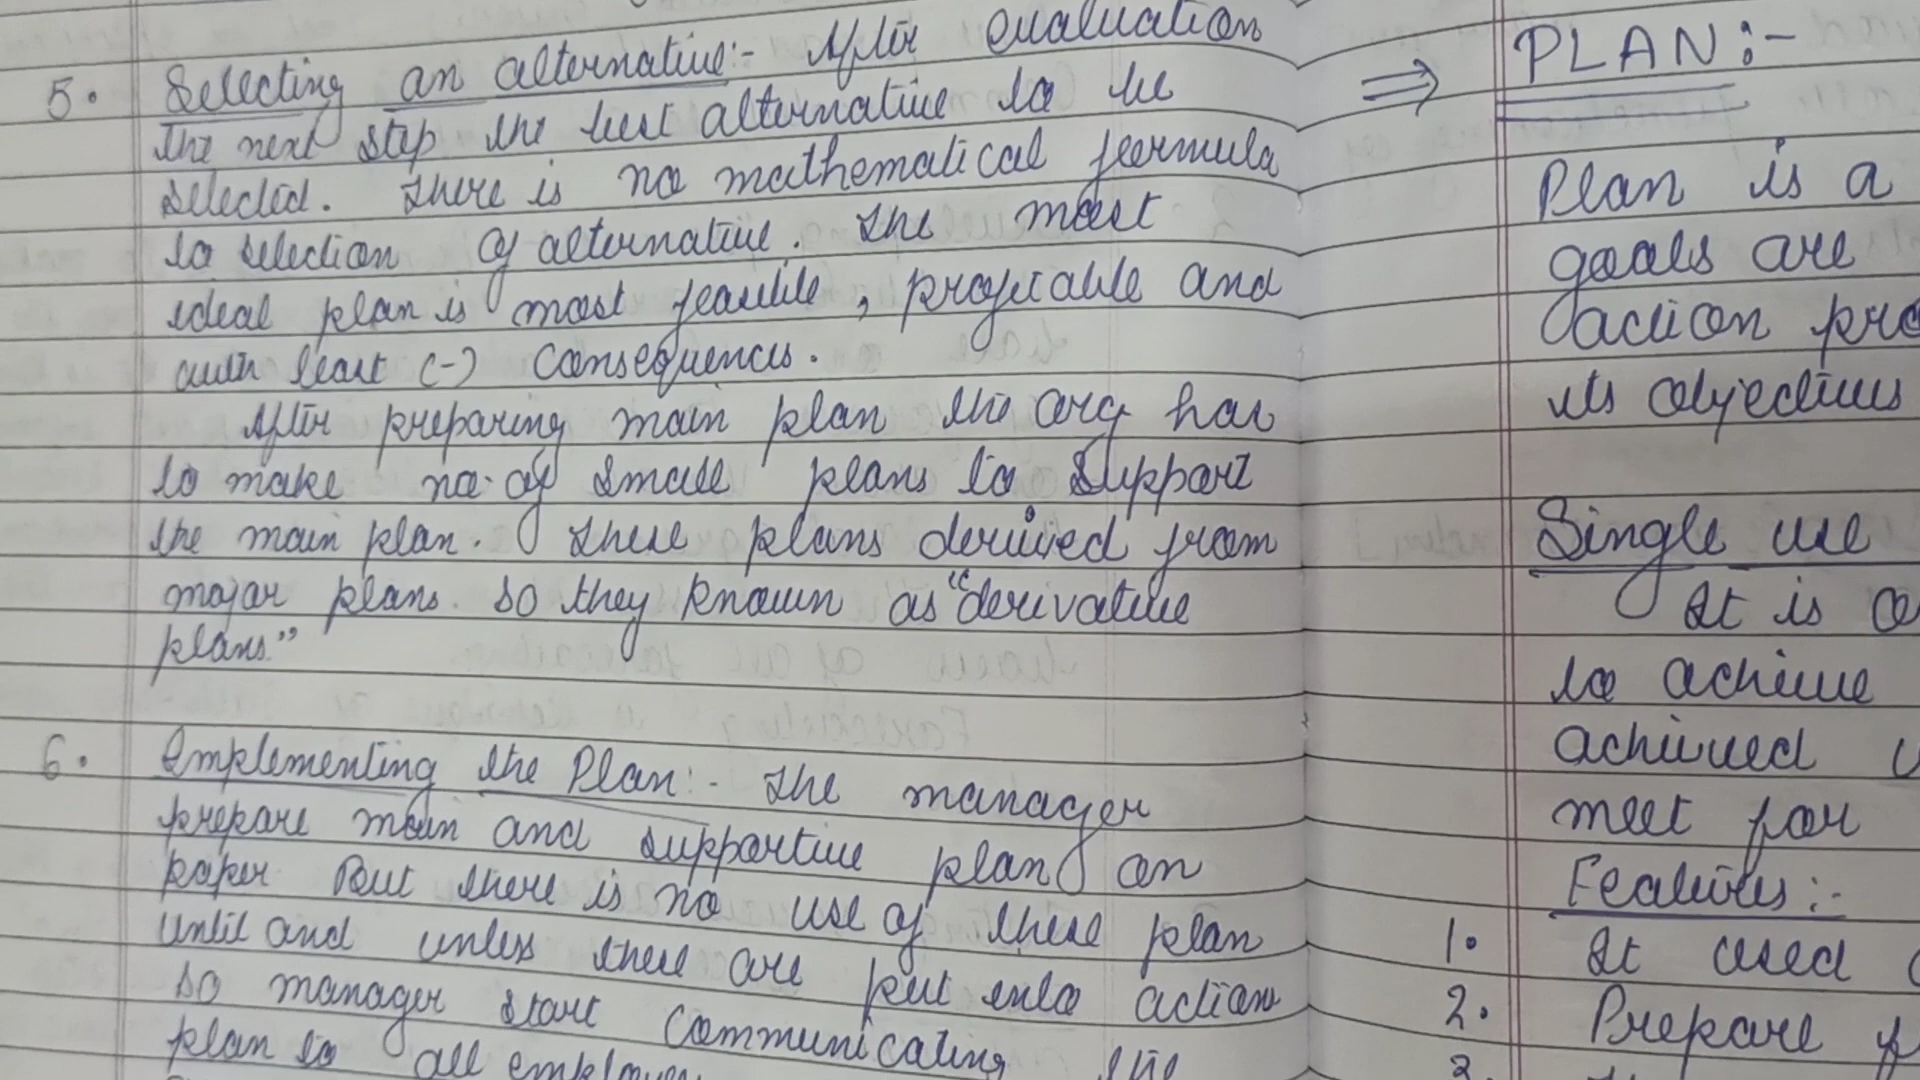 5. Selecting an alternative:- After evaluation
the next step the best alternative to be
selected. There is no mathematical formula
to selection of alternative. The most
ideal plan is most feasible, profitable and
with least (-) consequences.
After preparing main plan the org has
to make no. of small plans to support
the main plan. These plans derived from
major plans. so they known as "derivative
plans"
6. Implementing the Plan:- The manager
prepare main and supportive plan on
paper But there is no use of these plan
until and unless these are put into action
so manager start communicating the
plan to all employees
⇒ PLAN:-
Plan is a
goals are
action pro
its objectives
Single use
It is a
to achieve
achieved
meet for
Features:-
1. It used
2. Prepare f
3.